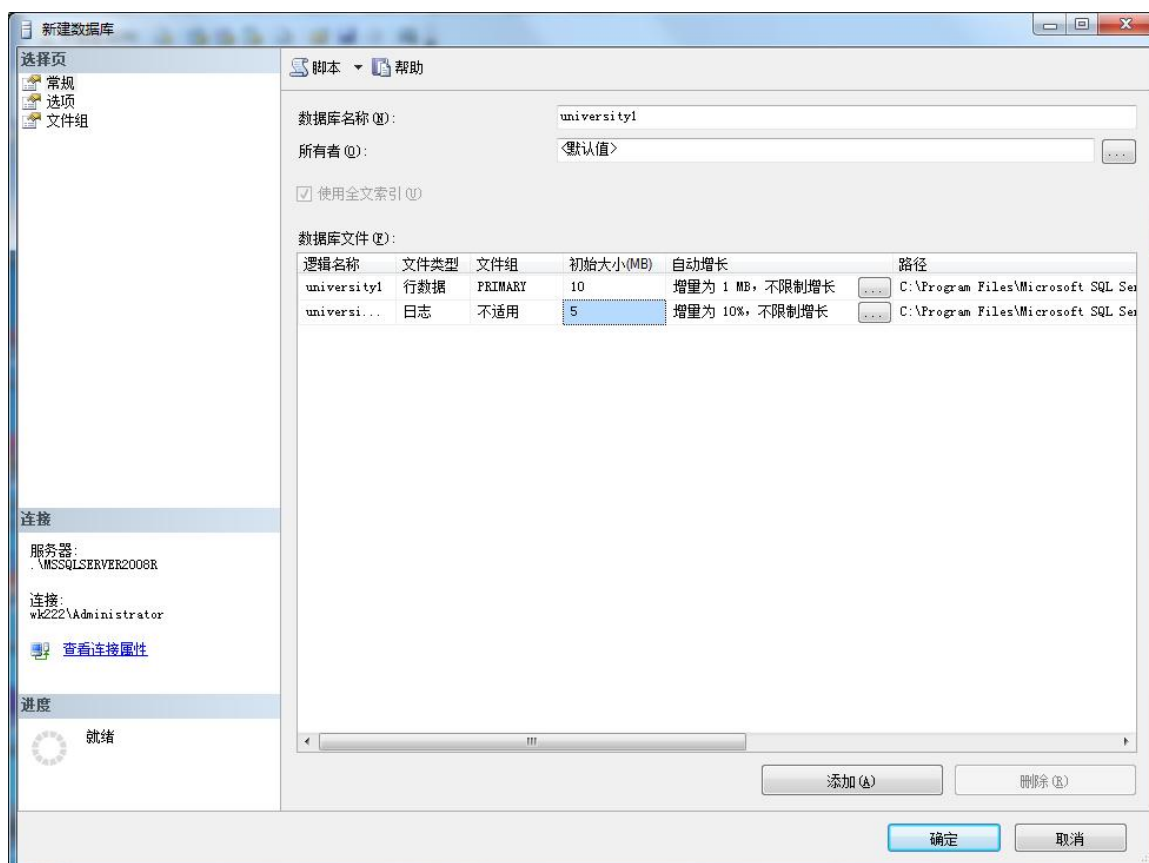 新建数据库
选择页
常规
选项
文件组
脚本 帮助
数据库名称(N): university1
所有者(O): <默认值> ...
使用全文索引(U)
数据库文件(F):
逻辑名称 文件类型 文件组 初始大小(MB) 自动增长 路径
university1 行数据 PRIMARY 10 增量为 1 MB，不限制增长 ... C:\Program Files\Microsoft SQL Ser
universi... 日志 不适用 5 增量为 10%，不限制增长 ... C:\Program Files\Microsoft SQL Ser
连接
服务器:
.\MSSQLSERVER2008R
连接:
wk222\Administrator
查看连接属性
进度
就绪
添加(A) 删除(R)
确定 取消